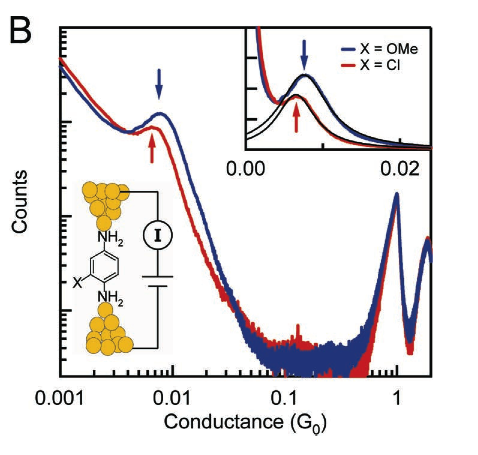 B
X = OMe
X = Cl
0.00
0.02
Counts
I
NH₂
X
NH₂
0.001
0.01
0.1
1
Conductance (G₀)